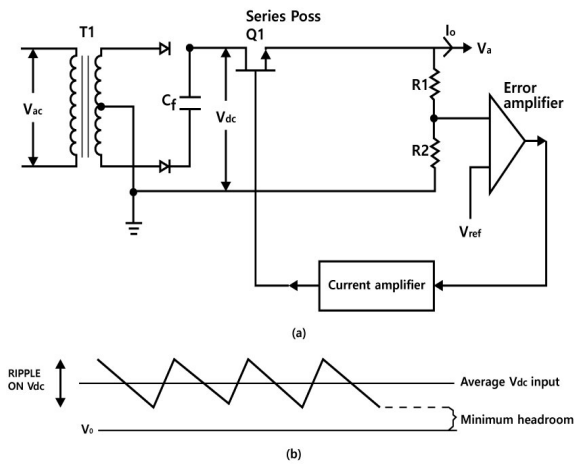 Series Poss
Q1
T1
Io
Va
R1
Error
amplifier
Vac
Cf
Vdc
R2
Vref
Current amplifier
(a)
RIPPLE
ON Vdc
Average Vdc input
Minimum headroom
V0
(b)